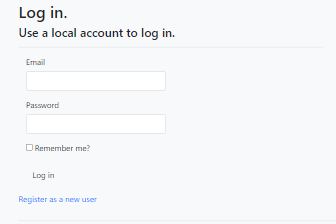 Log in.
Use a local account to log in.
Email
Password
Remember me?
Log in
Register as a new user